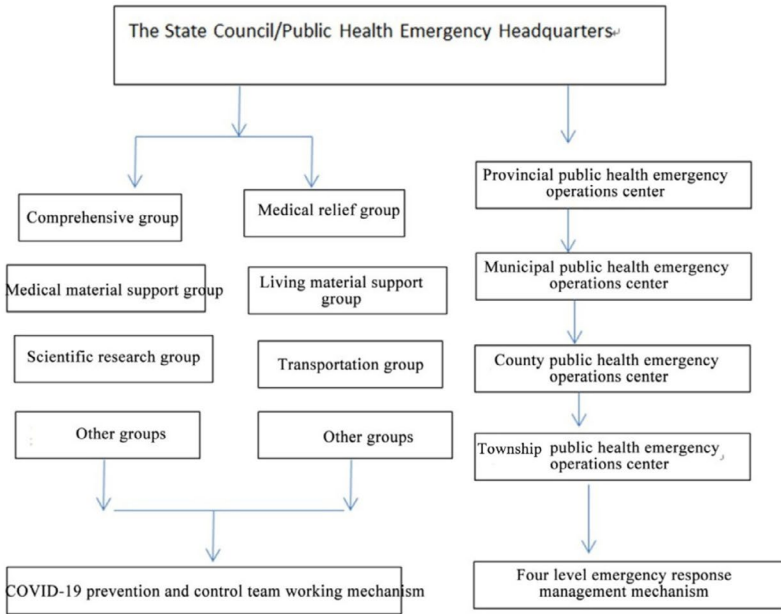 The State Council/Public Health Emergency Headquarters
Comprehensive group
Medical relief group
Medical material support group
Living material support
group
Scientific research group
Transportation group
Other groups
Other groups
COVID-19 prevention and control team working mechanism
Provincial public health emergency
operations center
Municipal public health emergency
operations center
County public health emergency
operations center
Township public health emergency
operations center
Four level emergency response
management mechanism